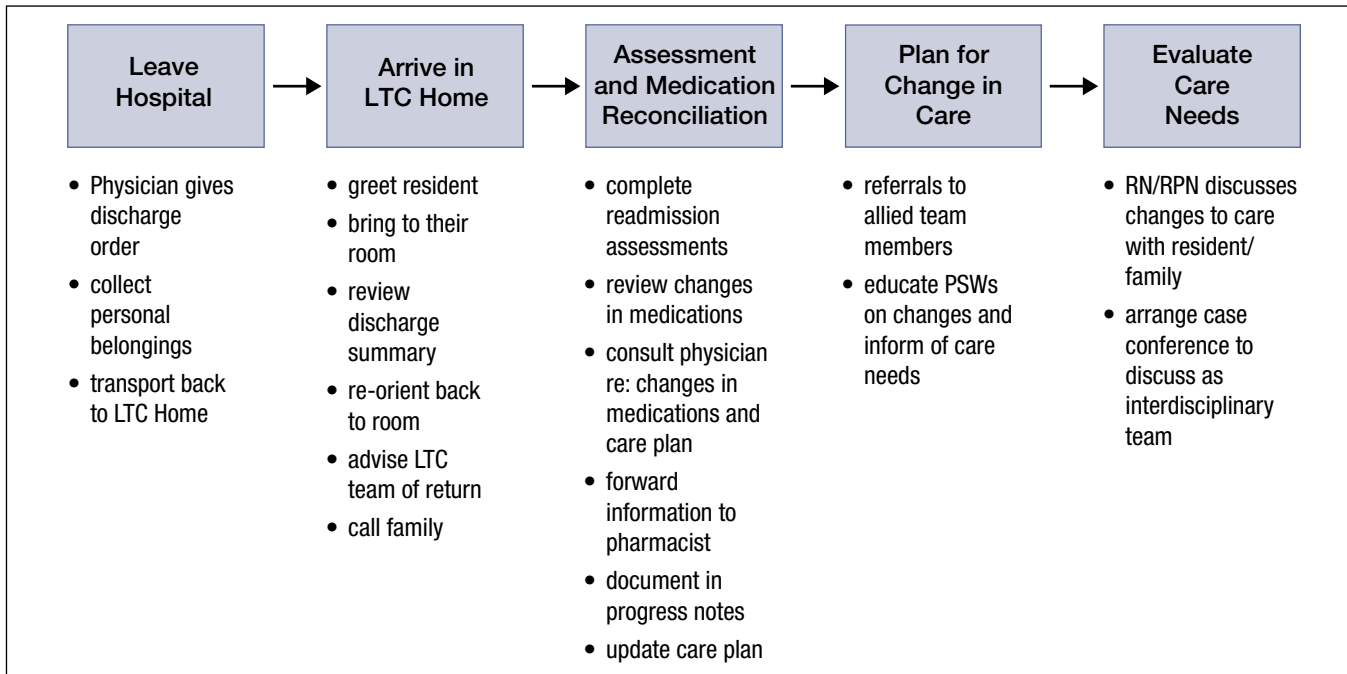 Leave
Hospital
Arrive in
LTC Home
Assessment
and Medication
Reconciliation
Plan for
Change in
Care
Evaluate
Care
Needs
• Physician gives
discharge
order
• collect
personal
belongings
• transport back
to LTC Home
• greet resident
• bring to their
room
• review
discharge
summary
• re-orient back
to room
• advise LTC
team of return
• call family
• complete
readmission
assessments
• review changes
in medications
• consult physician
re: changes in
medications and
care plan
• forward
information to
pharmacist
• document in
progress notes
• update care plan
• referrals to
allied team
members
• educate PSWs
on changes and
inform of care
needs
• RN/RPN discusses
changes to care
with resident/
family
• arrange case
conference to
discuss as
interdisciplinary
team